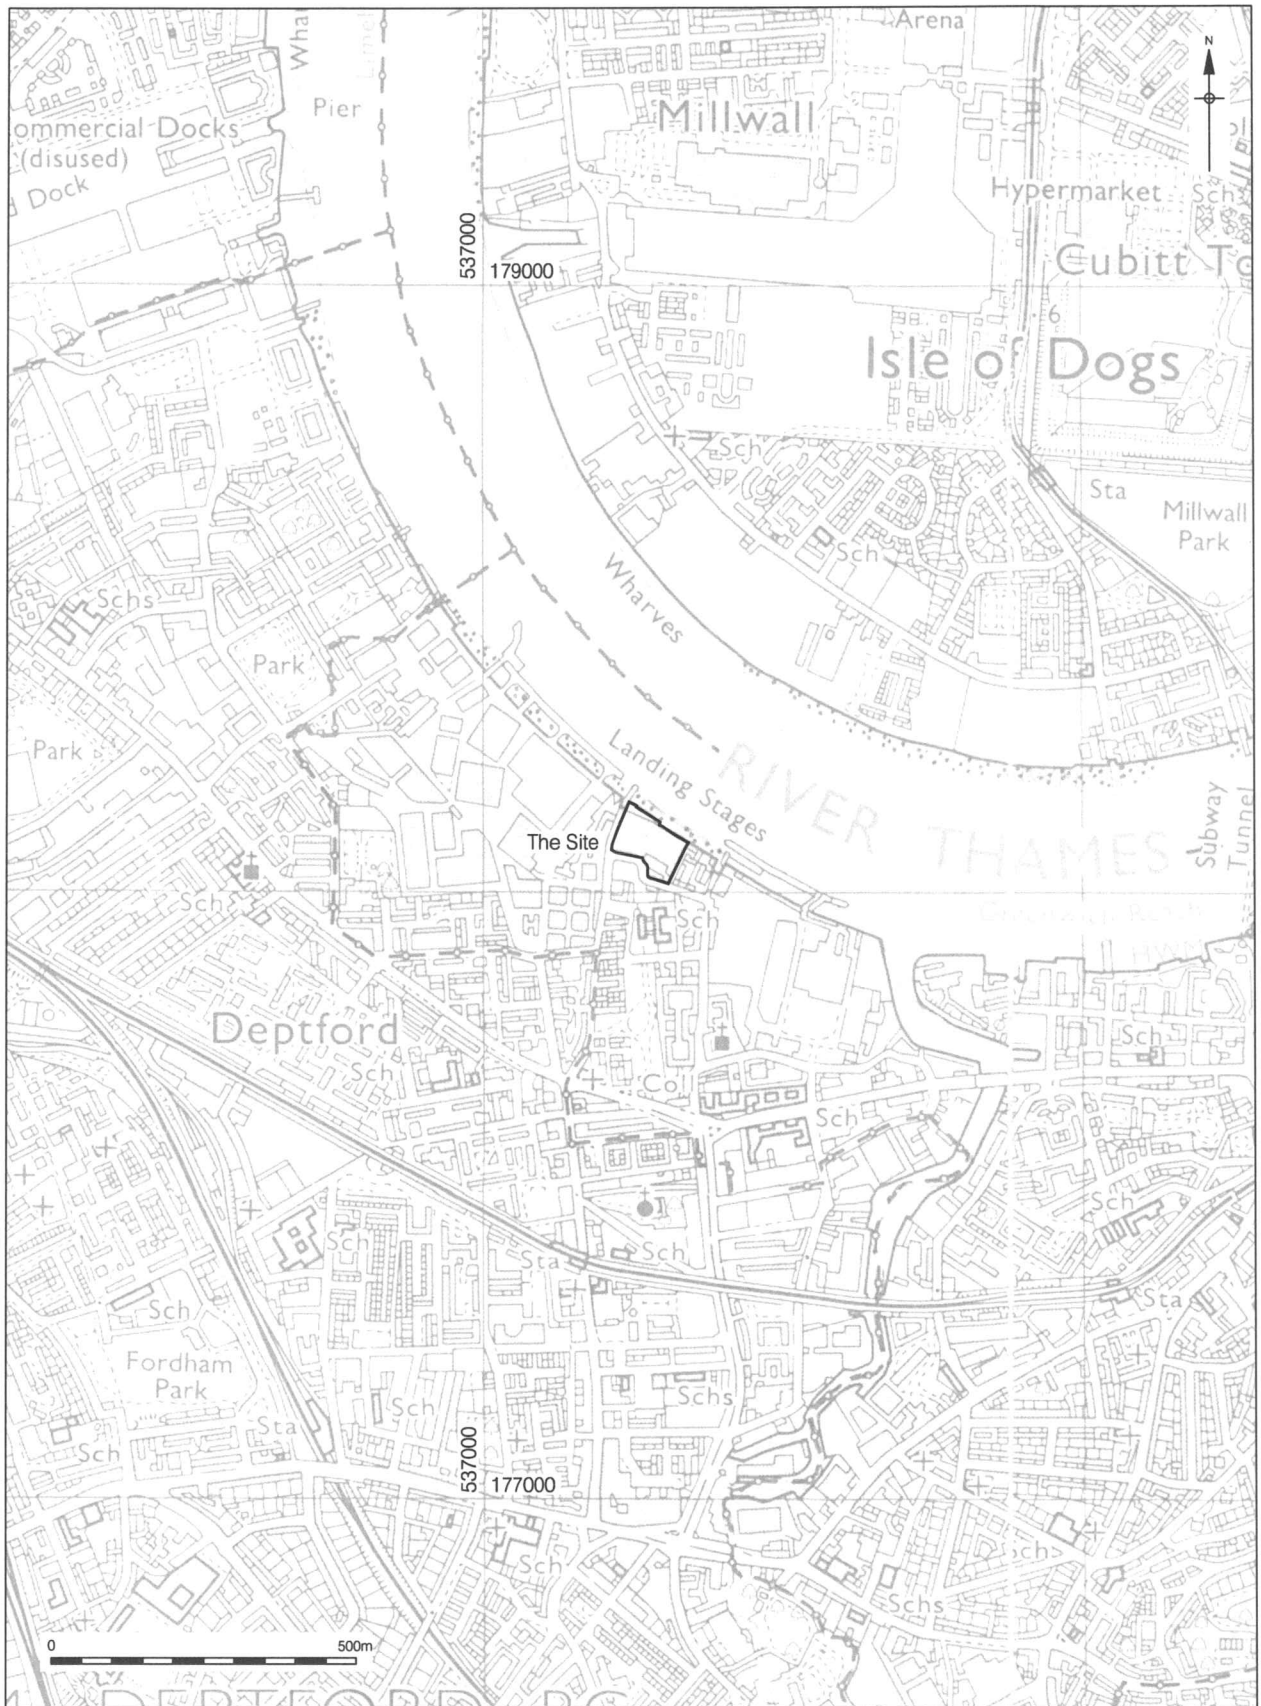 Arena
N
Pier
Millwall
ommercial Docks
(disused)
d Dock
Hypermarket
Sch
537000
179000
Cubitt To
6
Isle of Dogs
Sch
Sta
Millwall
Park
Sch
Wharves
Schs
Park
Park
Landing Stages
RIVER THAMES
Subway
Tunnel
The Site
Sch
Sch
HWM
Deptford
Sch
Sch
Coll
Sch
Sch
Sch
Sta
Sch
Sta
Sch
Fordham
Park
Schs
Sch
Sta
Sch
537000
177000
Sch
Sch
Schs
0
500m